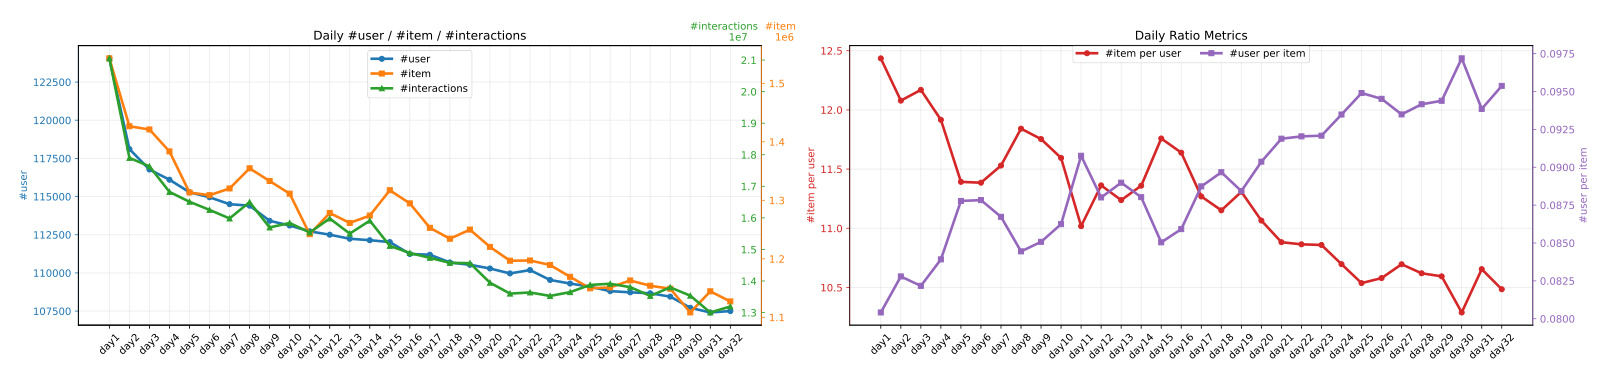 #interactions #item
1e7 1e6
Daily #user / #item / #interactions
#user
#item
#interactions
122500
120000
117500
115000
112500
110000
107500
#user
2.1
2.0
1.9
1.8
1.7
1.6
1.5
1.4
1.3
1.5
1.4
1.3
1.2
1.1
day1 day2 day3 day4 day5 day6 day7 day8 day9 day10 day11 day12 day13 day14 day15 day16 day17 day18 day19 day20 day21 day22 day23 day24 day25 day26 day27 day28 day29 day30 day31 day32
Daily Ratio Metrics
#item per user #user per item
12.5
12.0
11.5
11.0
10.5
#item per user
0.0975
0.0950
0.0925
0.0900
0.0875
0.0850
0.0825
0.0800
#user per item
day1 day2 day3 day4 day5 day6 day7 day8 day9 day10 day11 day12 day13 day14 day15 day16 day17 day18 day19 day20 day21 day22 day23 day24 day25 day26 day27 day28 day29 day30 day31 day32